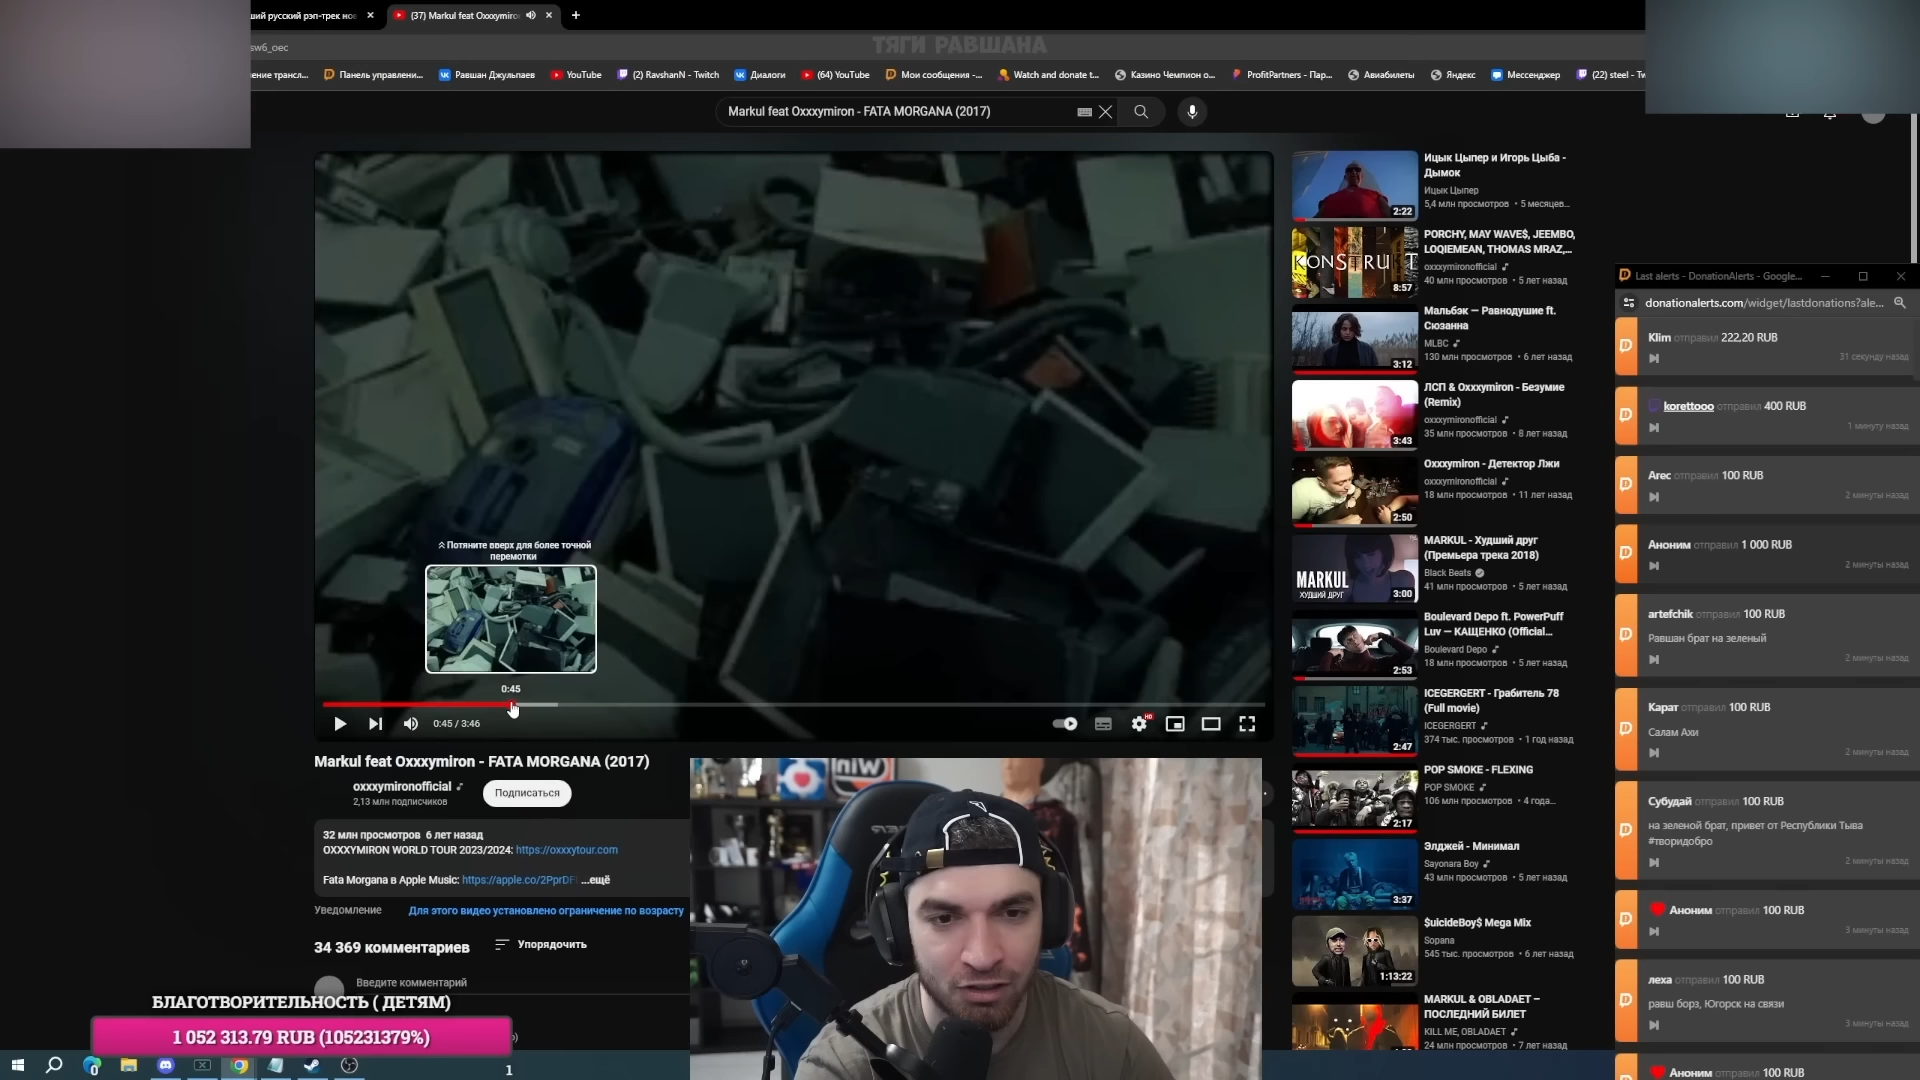 ший русский рэп-трек нов
(37) Markul feat Oxxxymiron
sw6_oec
ТЯГИ РАВШАНА
ение трансл...
Панель управлени...
Равшан Джульпаев
YouTube
(2) RavshanN - Twitch
Диалоги
(64) YouTube
Мои сообщения -...
Watch and donate t...
Казино Чемпион о...
ProfitPartners - Пар...
Авиабилеты
Яндекс
Мессенджер
(22) steel - Tw
Markul feat Oxxxymiron - FATA MORGANA (2017)
Потяните вверх для более точной
перемотки
0:45
0:45 / 3:46
HD
Markul feat Oxxxymiron - FATA MORGANA (2017)
oxxxymironofficial
2,13 млн подписчиков
Подписаться
32 млн просмотров 6 лет назад
OXXXYMIRON WORLD TOUR 2023/2024: https://oxxxytour.com
Fata Morgana в Apple Music: https://apple.co/2PprDF ...ещё
Уведомление
Для этого видео установлено ограничение по возрасту
34 369 комментариев
Упорядочить
Введите комментарий
БЛАГОТВОРИТЕЛЬНОСТЬ ( ДЕТЯМ)
1 052 313.79 RUB (105231379%)
1
Win
Ицык Цыпер и Игорь Цыба -
Дымок
Ицык Цыпер
5,4 млн просмотров • 5 месяцев...
2:22
PORCHY, MAY WAVE$, JEEMBO,
LOQIEMEAN, THOMAS MRAZ,...
oxxxymironofficial
40 млн просмотров • 5 лет назад
KONSTRUKT
8:57
Мальбэк — Равнодушие ft.
Сюзанна
MLBC
130 млн просмотров • 6 лет назад
3:12
ЛСП & Oxxxymiron - Безумие
(Remix)
oxxxymironofficial
35 млн просмотров • 8 лет назад
3:43
Oxxxymiron - Детектор Лжи
oxxxymironofficial
18 млн просмотров • 11 лет назад
2:50
MARKUL - Худший друг
(Премьера трека 2018)
Black Beats
41 млн просмотров • 5 лет назад
MARKUL
ХУДШИЙ ДРУГ
3:00
Boulevard Depo ft. PowerPuff
Luv — КАЩЕНКО (Official...
Boulevard Depo
18 млн просмотров • 5 лет назад
2:53
ICEGERGERT - Грабитель 78
(Full movie)
ICEGERGERT
374 тыс. просмотров • 1 год назад
2:47
POP SMOKE - FLEXING
POP SMOKE
106 млн просмотров • 4 года...
2:17
Элджей - Минимал
Sayonara Boy
43 млн просмотров • 5 лет назад
3:37
$uicideBoy$ Mega Mix
Sopana
545 тыс. просмотров • 6 лет назад
1:13:22
MARKUL & OBLADAET –
ПОСЛЕДНИЙ БИЛЕТ
KILL ME, OBLADAET
24 млн просмотров • 7 лет назад
Last alerts - DonationAlerts - Google...
donationalerts.com/widget/lastdonations?ale...
Klim отправил 222,20 RUB
31 секунду назад
korettooo отправил 400 RUB
1 минуту назад
Arec отправил 100 RUB
2 минуты назад
Аноним отправил 1 000 RUB
2 минуты назад
artefchik отправил 100 RUB
Равшан брат на зеленый
2 минуты назад
Карат отправил 100 RUB
Салам Ахи
2 минуты назад
Субудай отправил 100 RUB
на зеленой брат, привет от Республики Тыва
#творидобро
2 минуты назад
Аноним отправил 100 RUB
3 минуты назад
леха отправил 100 RUB
равш борз, Югорск на связи
3 минуты назад
Аноним отправил 100 RUB